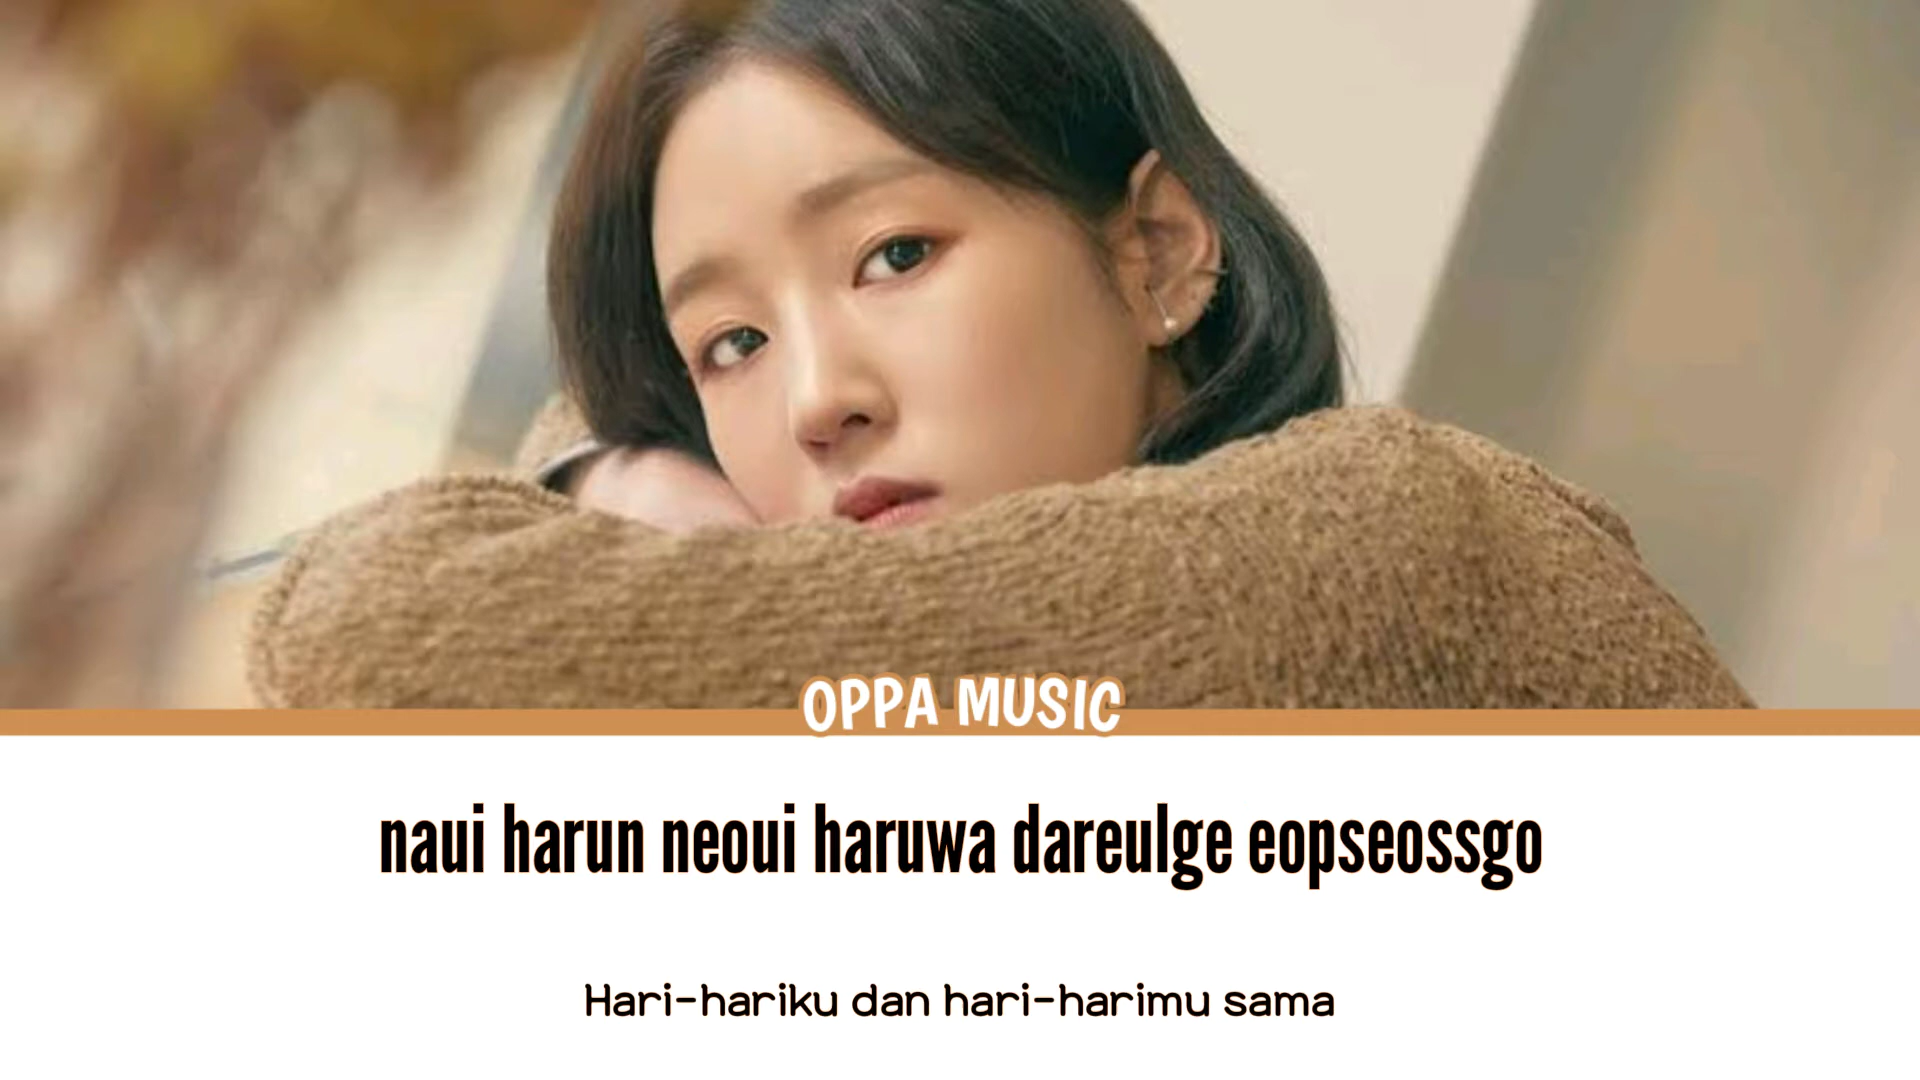 OPPA MUSIC
naui harun neoui haruwa dareulge eopseossgo
Hari-hariku dan hari-harimu sama